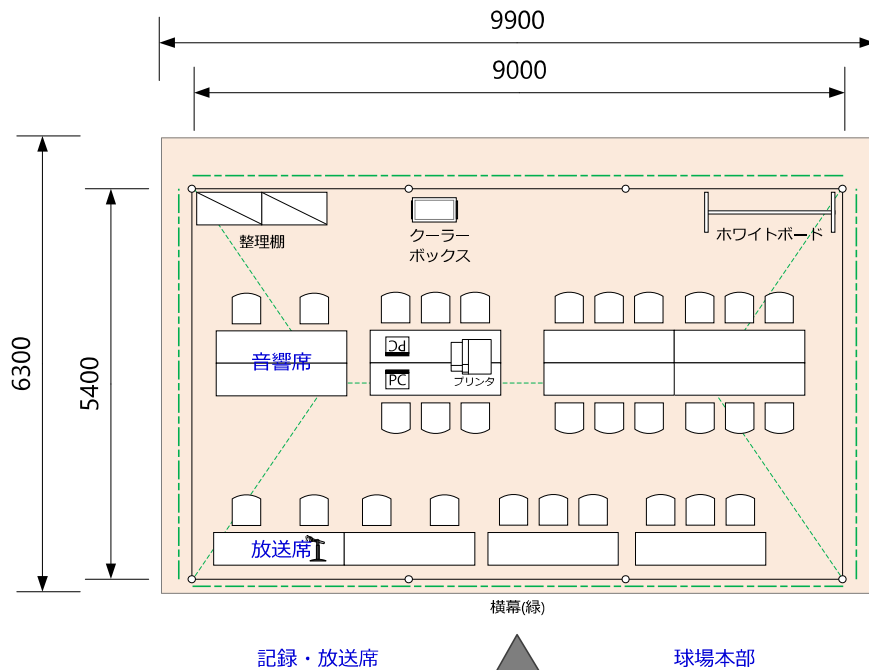 9900
9000
6300
5400
整理棚
クーラー
ボックス
ホワイトボード
音響席
PC
PC
プリンタ
放送席
横幕(緑)
記録・放送席
球場本部